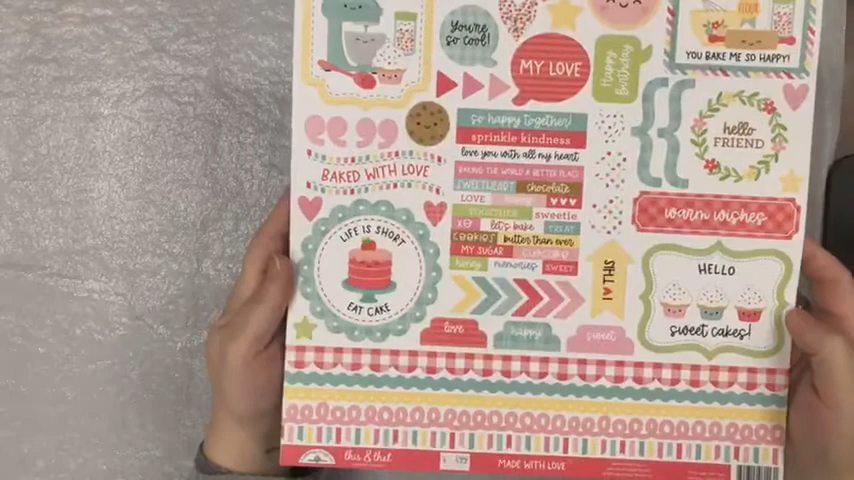 You're
so cool!
MY LOVE
Happy
Birthday
YOU BAKE ME SO HAPPY!
so happy together!
sprinkle kindness
love you with all my heart
BAKING THE WORLD A BETTER PLACE
SWEETHEART chocolate
LOVE
TOGETHER sweetie
XO let's bake TREAT
COOKIES butter than ever
MY SUGAR CUPCAKE
honey memories SWEET
BAKED WITH LOVE
hello
FRIEND
warm wishes
LIFE IS SHORT
EAT CAKE
I THIS
HELLO
sweet cakes!
love
happy
sweet
this & that
MADE WITH LOVE